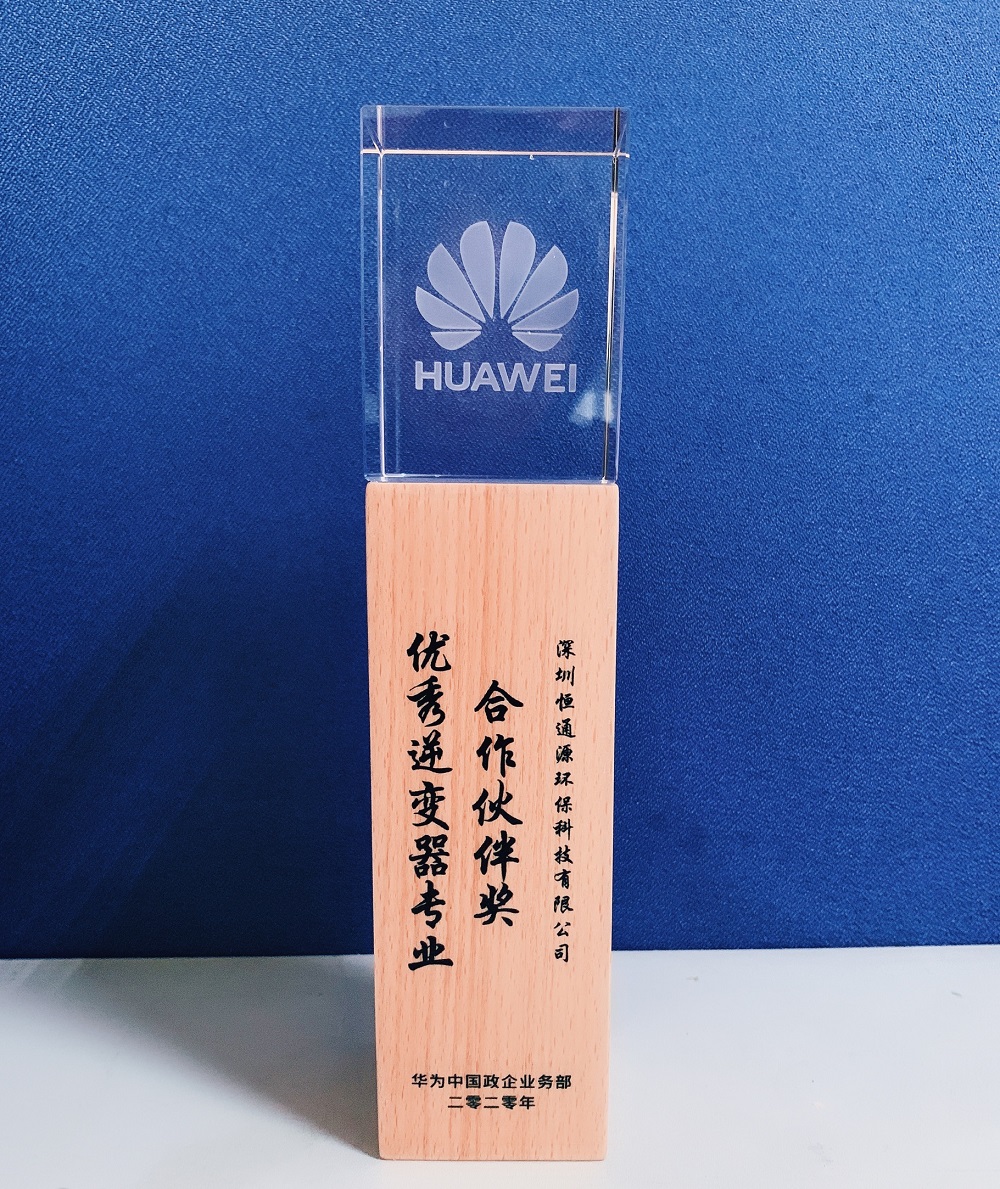 HUAWEI
优秀逆变器专业
合作伙伴奖
深圳恒通源环保科技有限公司
华为中国政企业务部
二零二零年